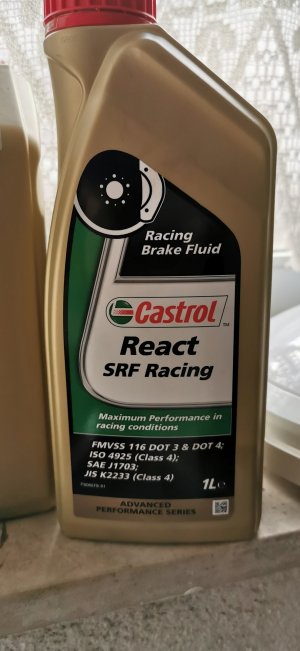 Racing
Brake Fluid
Castrol
TM
React
SRF Racing
Maximum Performance in
racing conditions
FMVSS 116 DOT 3 & DOT 4;
ISO 4925 (Class 4);
SAE J1703;
JIS K2233 (Class 4)
1L℮
ADVANCED
PERFORMANCE SERIES